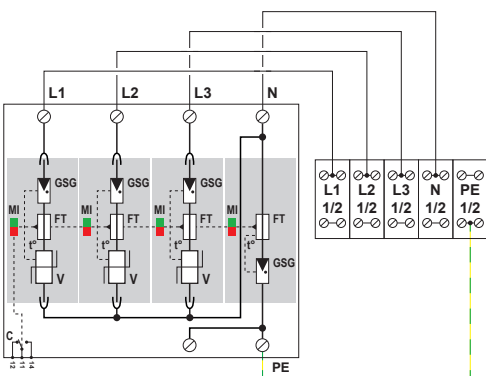 L1 L2 L3 N
GSG GSG GSG
MI FT MI FT MI FT MI FT
t° t° t° t°
V V V GSG
C
12 11 14
PE
L1 L2 L3 N PE
1/2 1/2 1/2 1/2 1/2